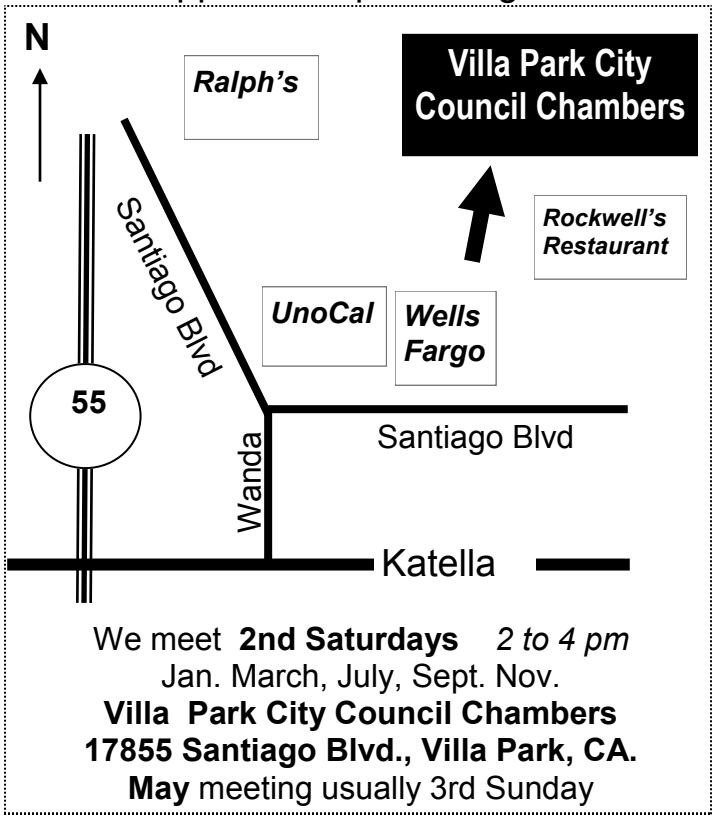 N
Ralph's
Villa Park City
Council Chambers
Rockwell's
Restaurant
Santiago Blvd
UnoCal
Wells
Fargo
55
Santiago Blvd
Wanda
Katella
We meet 2nd Saturdays 2 to 4 pm
Jan. March, July, Sept. Nov.
Villa Park City Council Chambers
17855 Santiago Blvd., Villa Park, CA.
May meeting usually 3rd Sunday